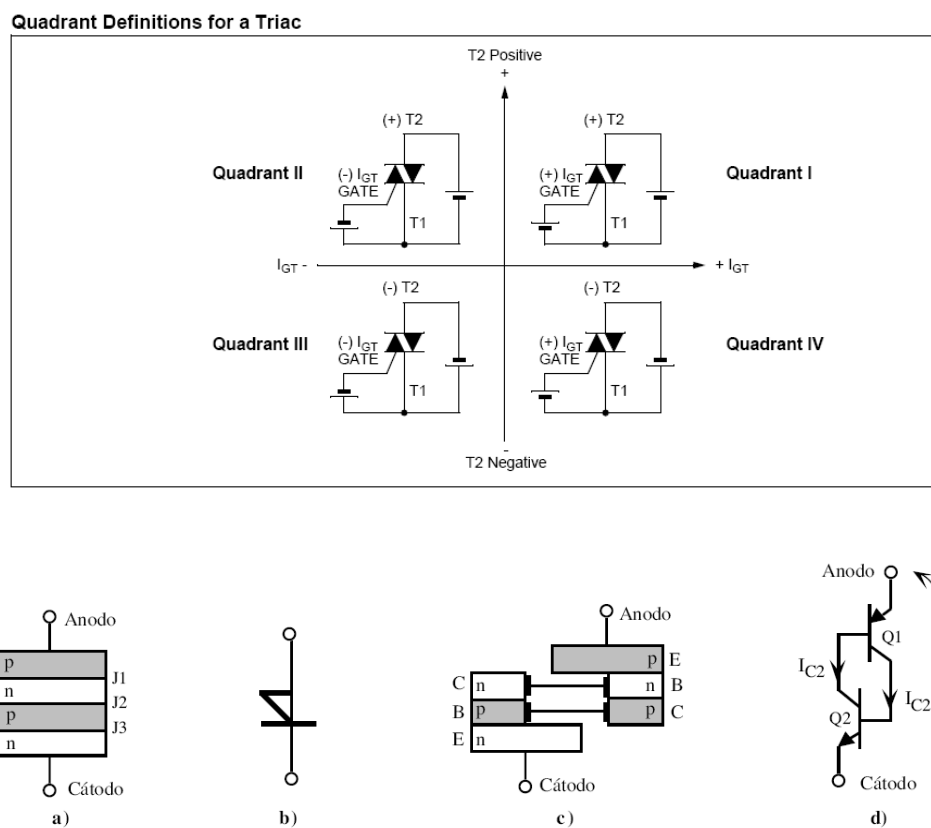 Quadrant Definitions for a Triac
T2 Positive
+
(+) T2
(+) T2
Quadrant II
(-) IGT
GATE
T1
(+) IGT
GATE
T1
Quadrant I
IGT -
+ IGT
(-) T2
(-) T2
Quadrant III
(-) IGT
GATE
T1
(+) IGT
GATE
T1
Quadrant IV
-
T2 Negative
Anodo
p
J1
n
J2
p
J3
n
Cátodo
a)
b)
Anodo
p E
C n
n B
B p
p C
E n
Cátodo
c)
Anodo
Q1
IC2
IC2
Q2
Cátodo
d)